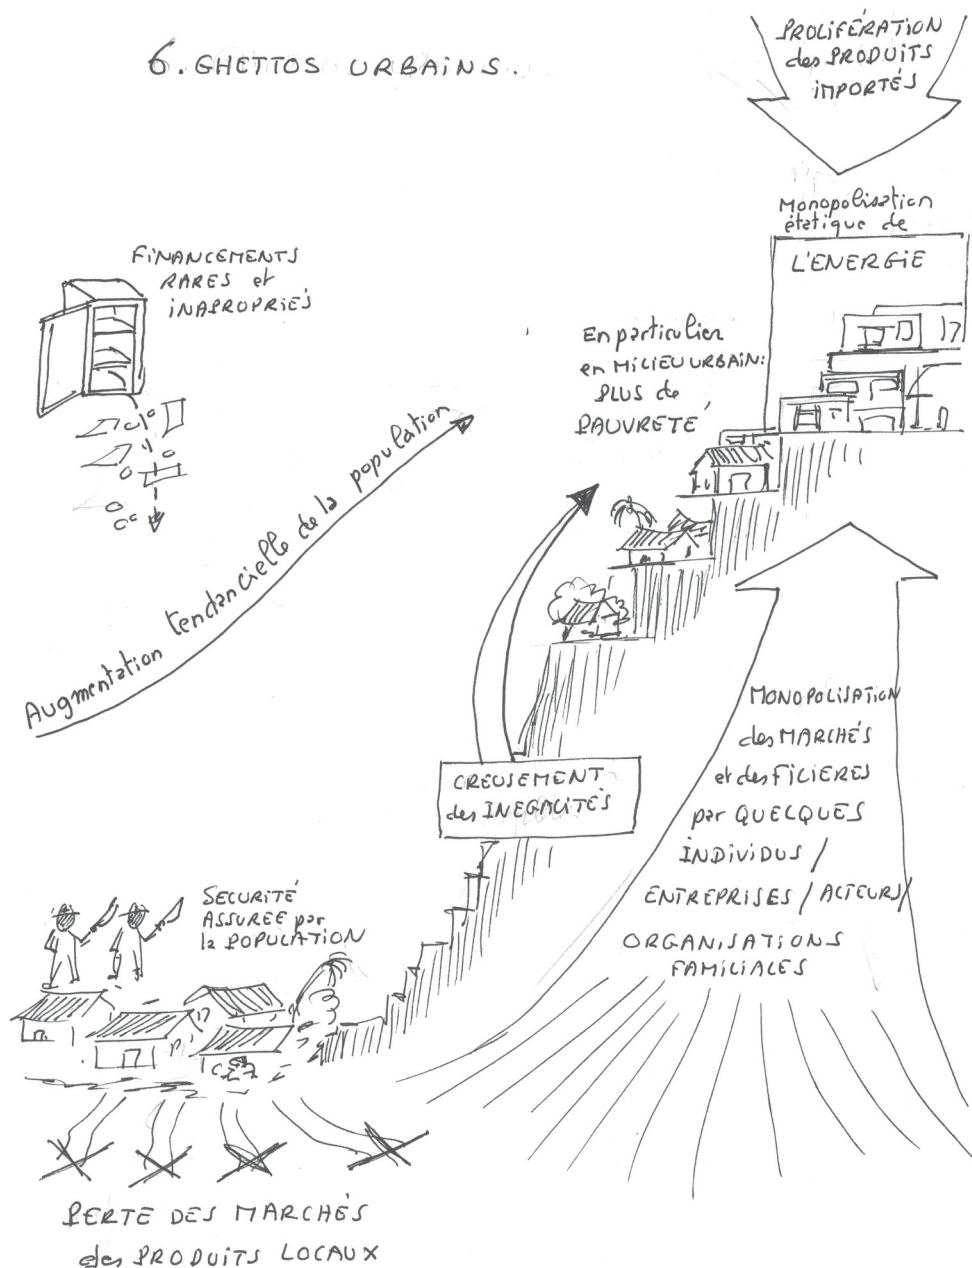 6. GHETTOS URBAINS.
PROLIFÉRATION
des PRODUITS
IMPORTÉS
Monopolisation
étatique de
L'ENERGIE
FINANCEMENTS
RARES et
INAPROPRIÉS
En particulier
en MILIEU URBAIN:
PLUS de
PAUVRETÉ
Augmentation tendancielle de la population
CREUSEMENT
des INEGALITÉS
MONOPOLISATION
des MARCHÉS
et des FILIERES
par QUELQUES
INDIVIDUS /
ENTREPRISES / ACTEURS /
ORGANISATIONS
FAMILIALES
SECURITÉ
ASSUREE par
la POPULATION
PERTE DES MARCHÉS
des PRODUITS LOCAUX